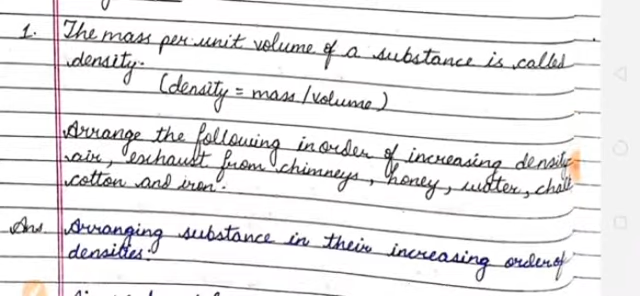 1. The mass per unit volume of a substance is called
density.
(density = mass / volume)
Arrange the following in order of increasing density
air, exhaust from chimneys, honey, water, chalk
cotton and iron.
Ans. Arranging substance in their increasing order of
densities.